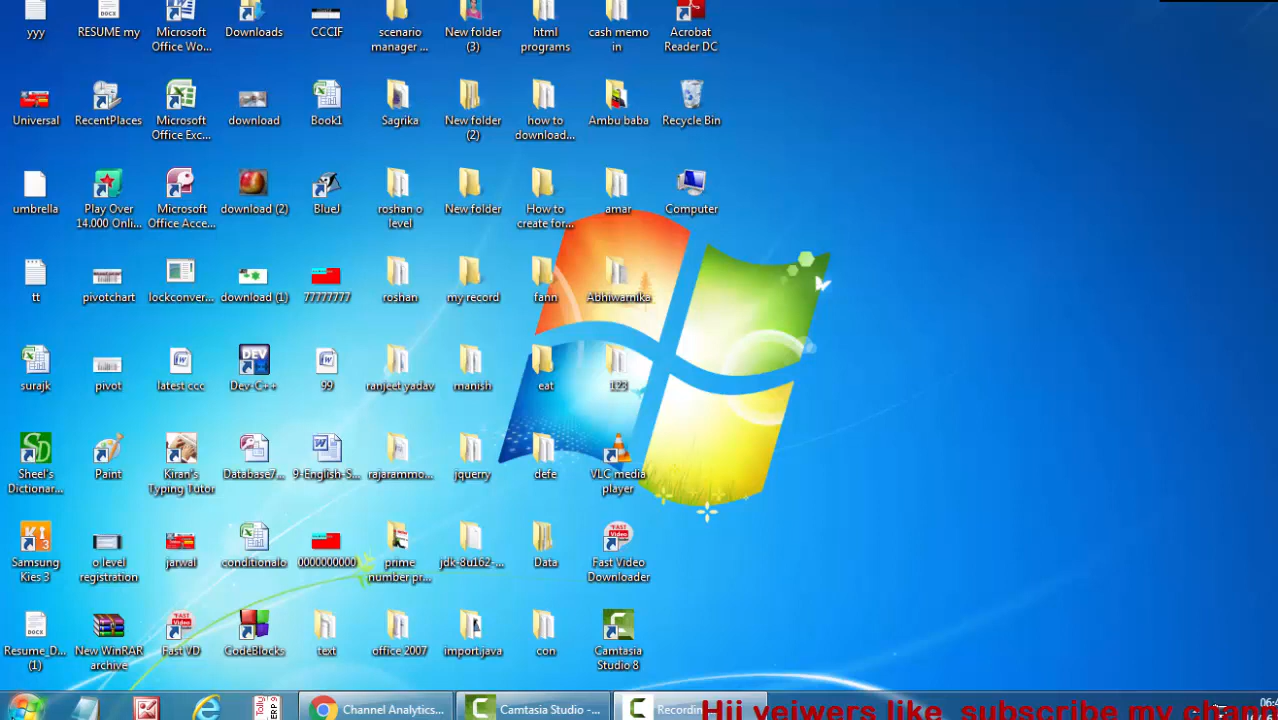 yyy
RESUME my
Microsoft Office Wo...
Downloads
CCCIF
scenario manager ...
New folder (3)
html programs
cash memo in
Acrobat Reader DC
Universal
RecentPlaces
Microsoft Office Exc...
download
Book1
Sagrika
New folder (2)
how to download...
Ambu baba
Recycle Bin
umbrella
Play Over 14.000 Onli...
Microsoft Office Acce...
download (2)
BlueJ
roshan o level
New folder
How to create for...
amar
Computer
tt
pivotchart
lockconver...
download (1)
77777777
roshan
my record
fann
Abhiwarnika
surajk
pivot
latest ccc
Dev-C++
99
ranjeet yadav
manish
eat
123
Sheel's Dictionar...
Paint
Kiran's Typing Tutor
Database7...
9-English-S...
rajarammo...
jquerry
defe
VLC media player
Samsung Kies 3
o level registration
jarwal
conditionalo
0000000000
prime number pr...
jdk-8u162-...
Data
Fast Video Downloader
Resume_D... (1)
New WinRAR archive
Fast VD
CodeBlocks
text
office 2007
import.java
con
Camtasia Studio 8
Tally ERP 9
Channel Analytics...
Camtasia Studio -...
Recording
Hii veiwers like, subscribe my chann